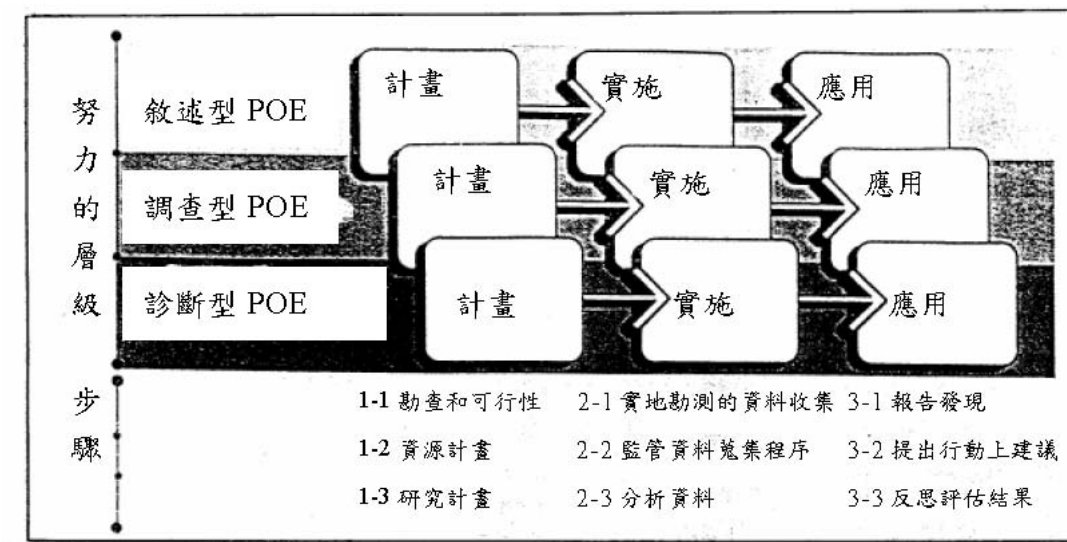 努力的層級
敘述型 POE
計畫
實施
應用
調查型 POE
計畫
實施
應用
診斷型 POE
計畫
實施
應用
步驟
1-1 勘查和可行性
2-1 實地勘測的資料收集
3-1 報告發現
1-2 資源計畫
2-2 監管資料蒐集程序
3-2 提出行動上建議
1-3 研究計畫
2-3 分析資料
3-3 反思評估結果